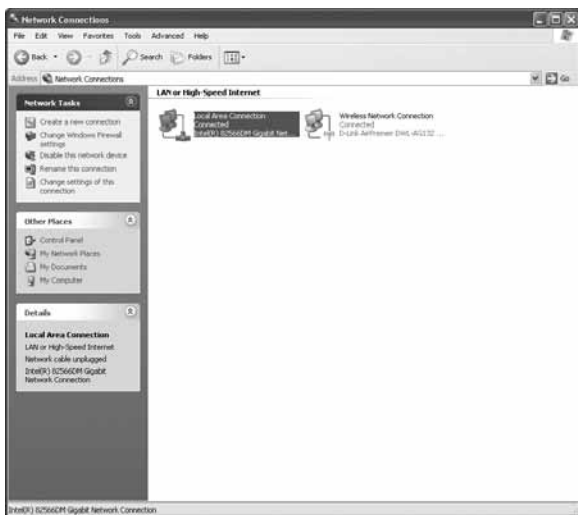 Network Connections
File Edit View Favorites Tools Advanced Help
Back Search Folders
Address Network Connections Go
Network Tasks
Create a new connection
Change Windows Firewall
settings
Disable this network device
Rename this connection
Change settings of this
connection
Other Places
Control Panel
My Network Places
My Documents
My Computer
Details
Local Area Connection
LAN or High-Speed Internet
Network cable unplugged
Intel(R) 82566DM Gigabit
Network Connection
LAN or High-Speed Internet
Local Area Connection
Connected
Intel(R) 82566DM Gigabit Net...
Wireless Network Connection
Connected
D-Link AirPremier DWL-AG132 ...
Intel(R) 82566DM Gigabit Network Connection